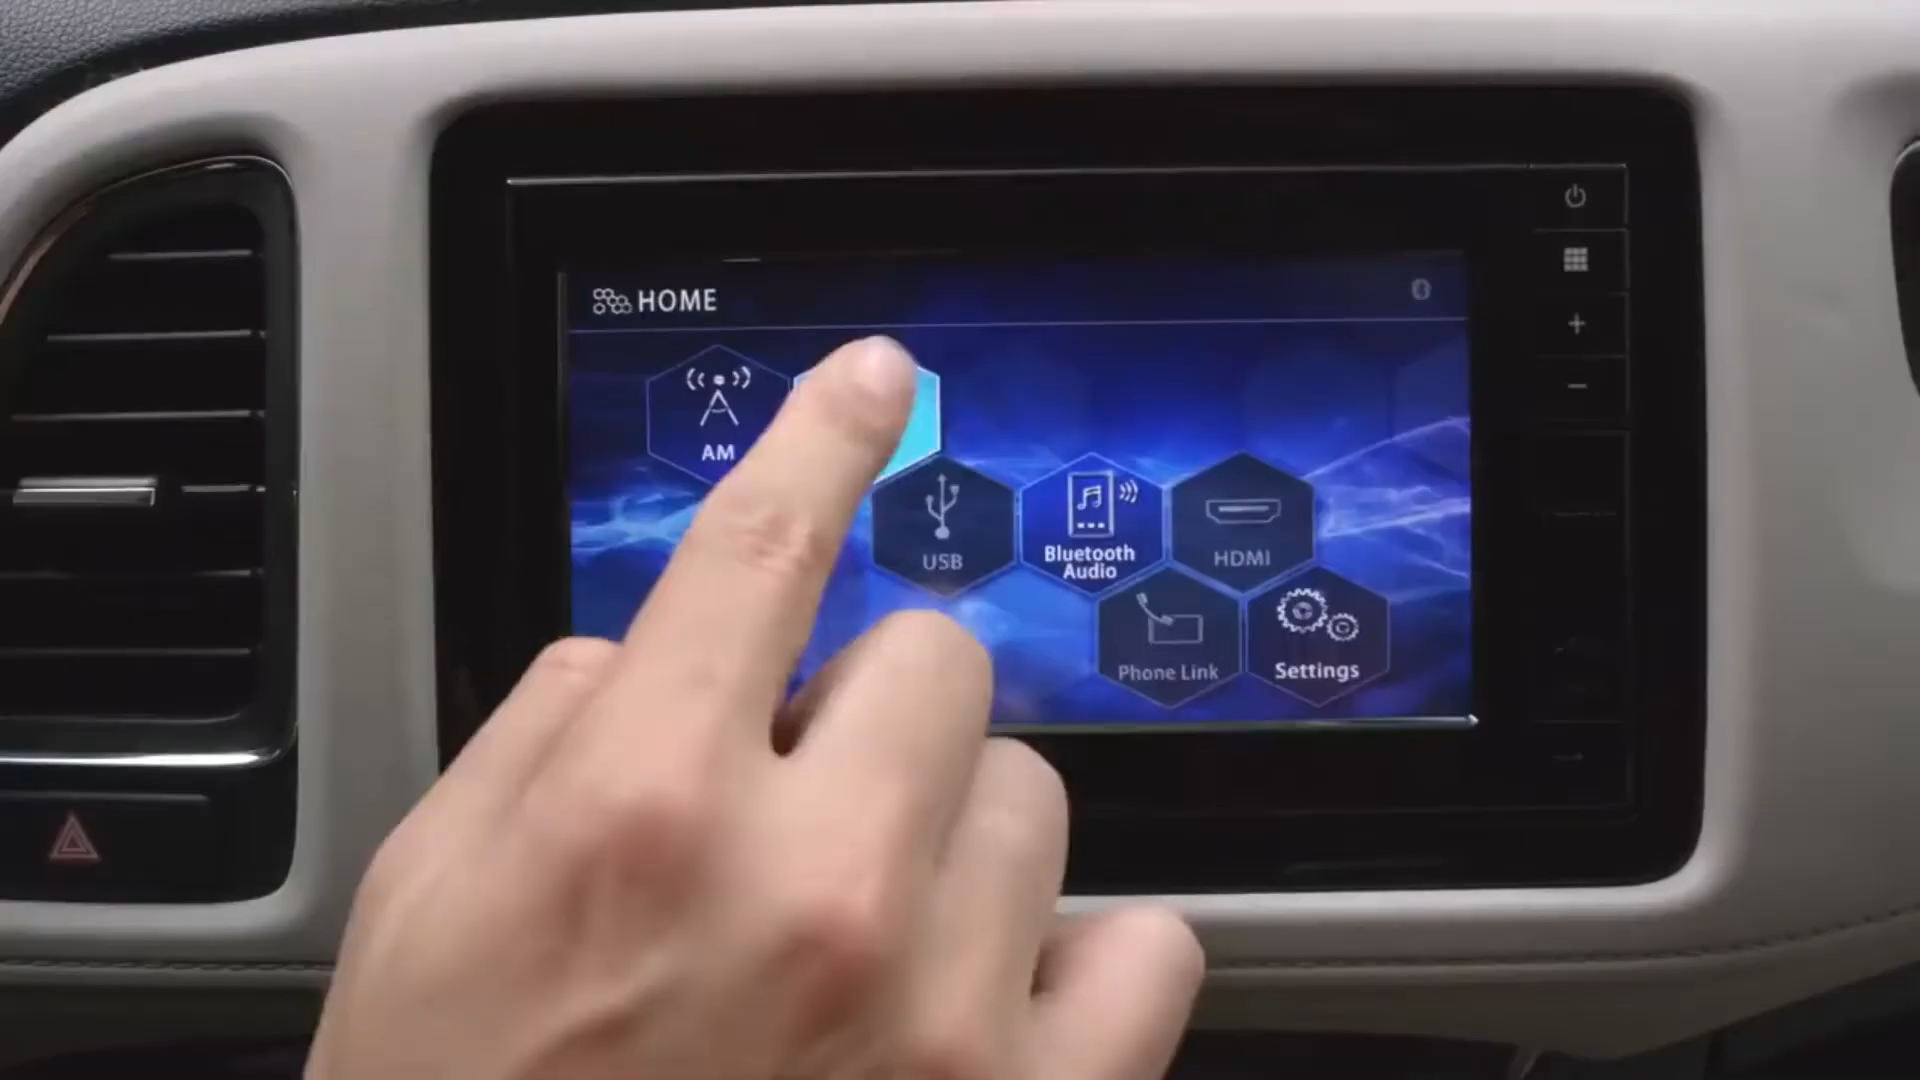 HOME
AM
USB
Bluetooth
Audio
HDMI
Phone Link
Settings